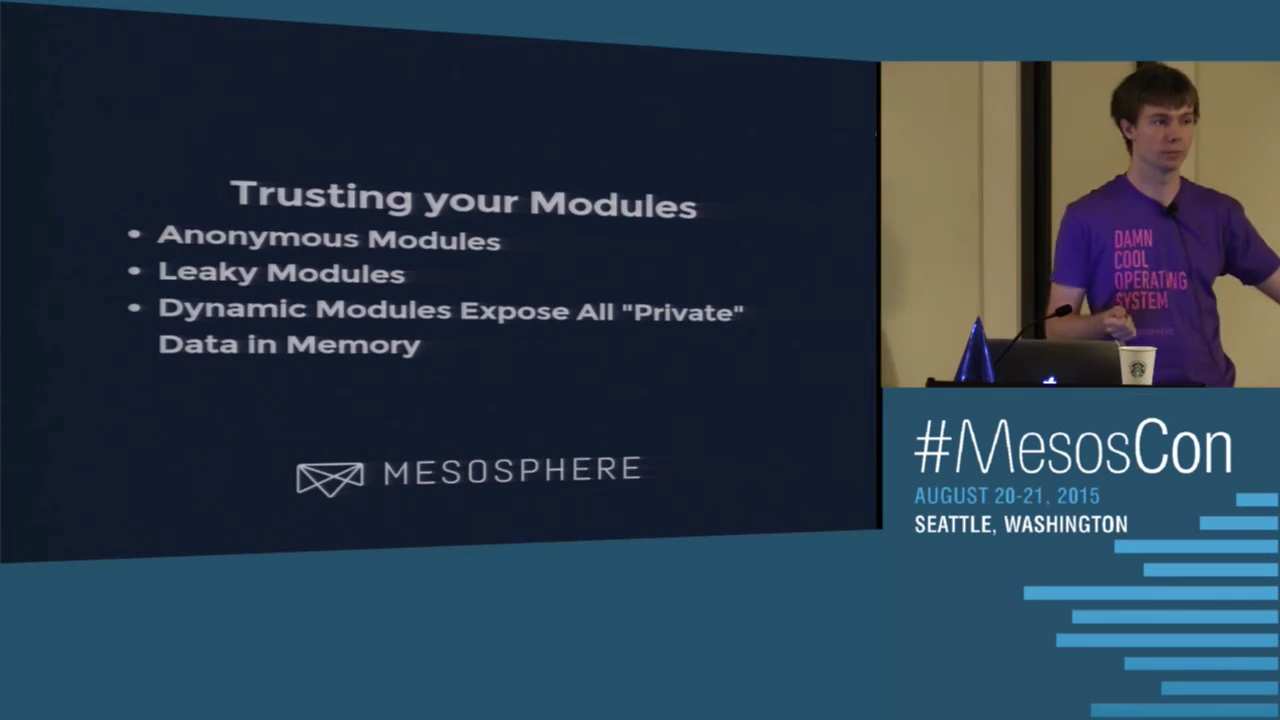 Trusting your Modules
• Anonymous Modules
• Leaky Modules
• Dynamic Modules Expose All "Private"
Data in Memory
MESOSPHERE
DAMN
COOL
OPERATING
SYSTEM
MESOSPHERE
#MesosCon
AUGUST 20-21, 2015
SEATTLE, WASHINGTON